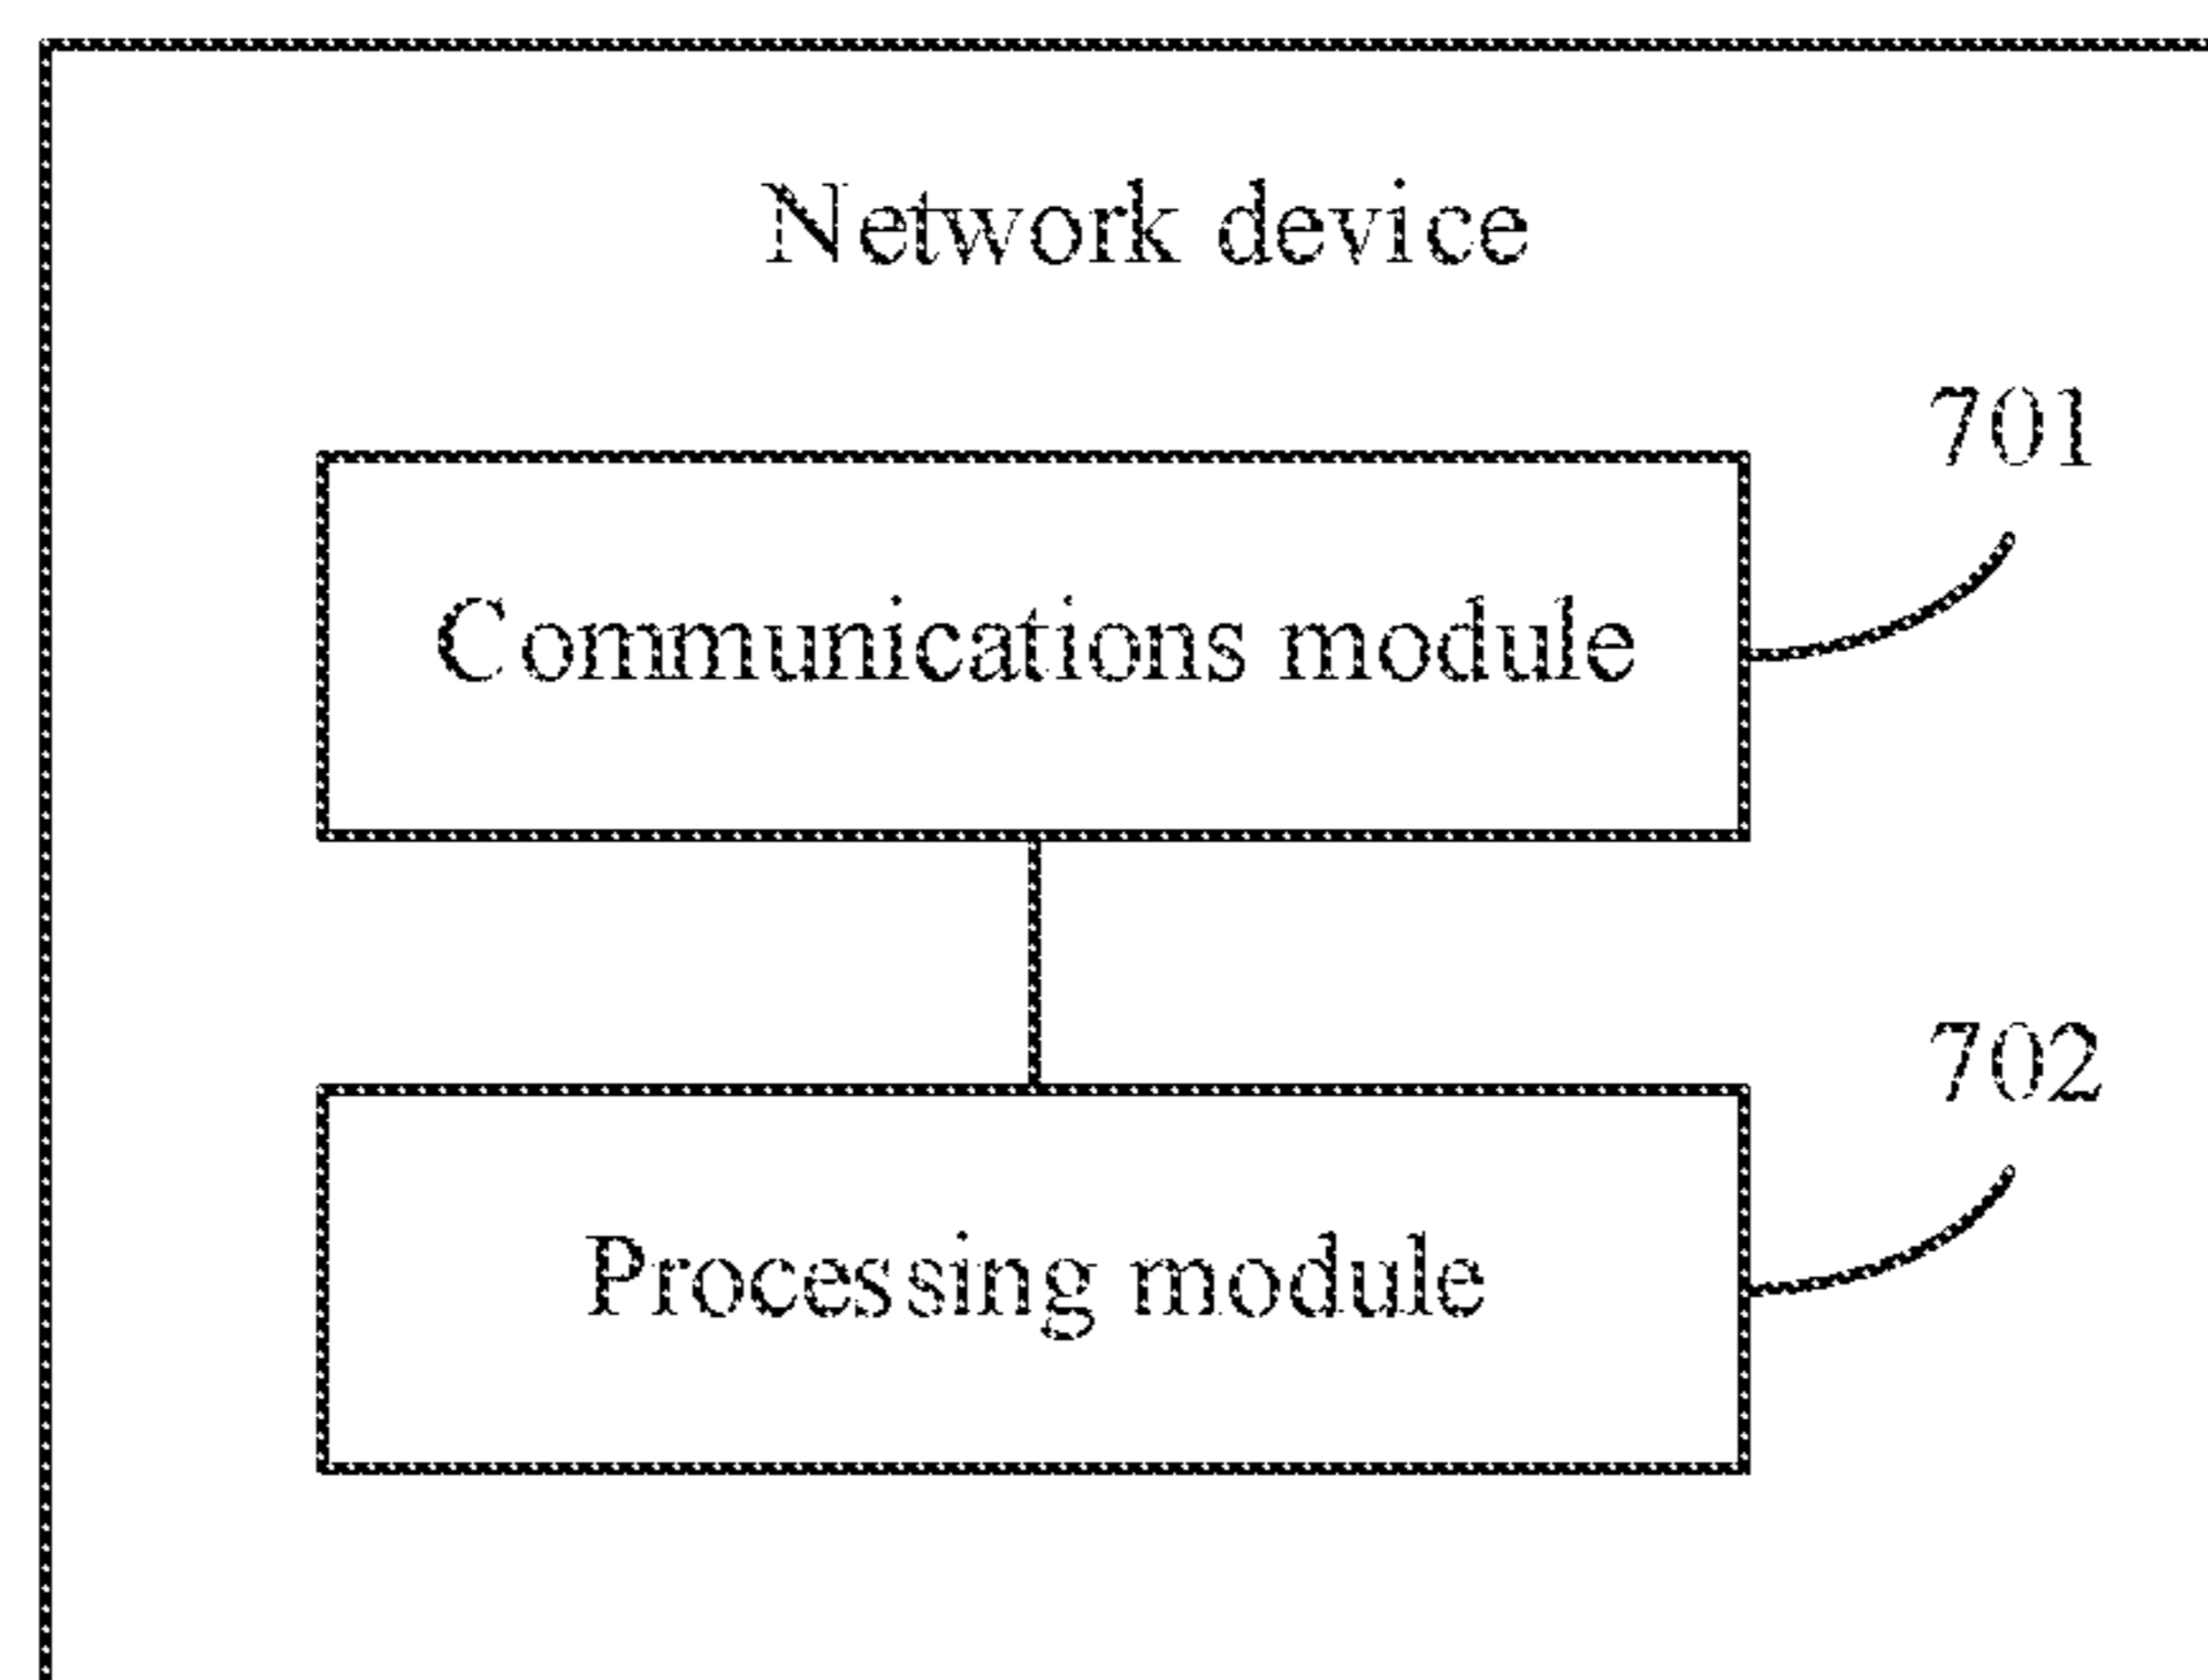 Network device
701
Communications module
702
Processing module